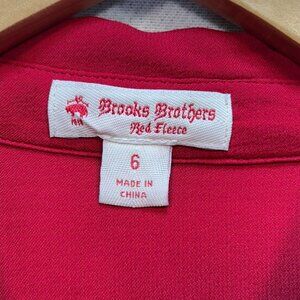 Brooks Brothers
Red Fleece
6
MADE IN
CHINA